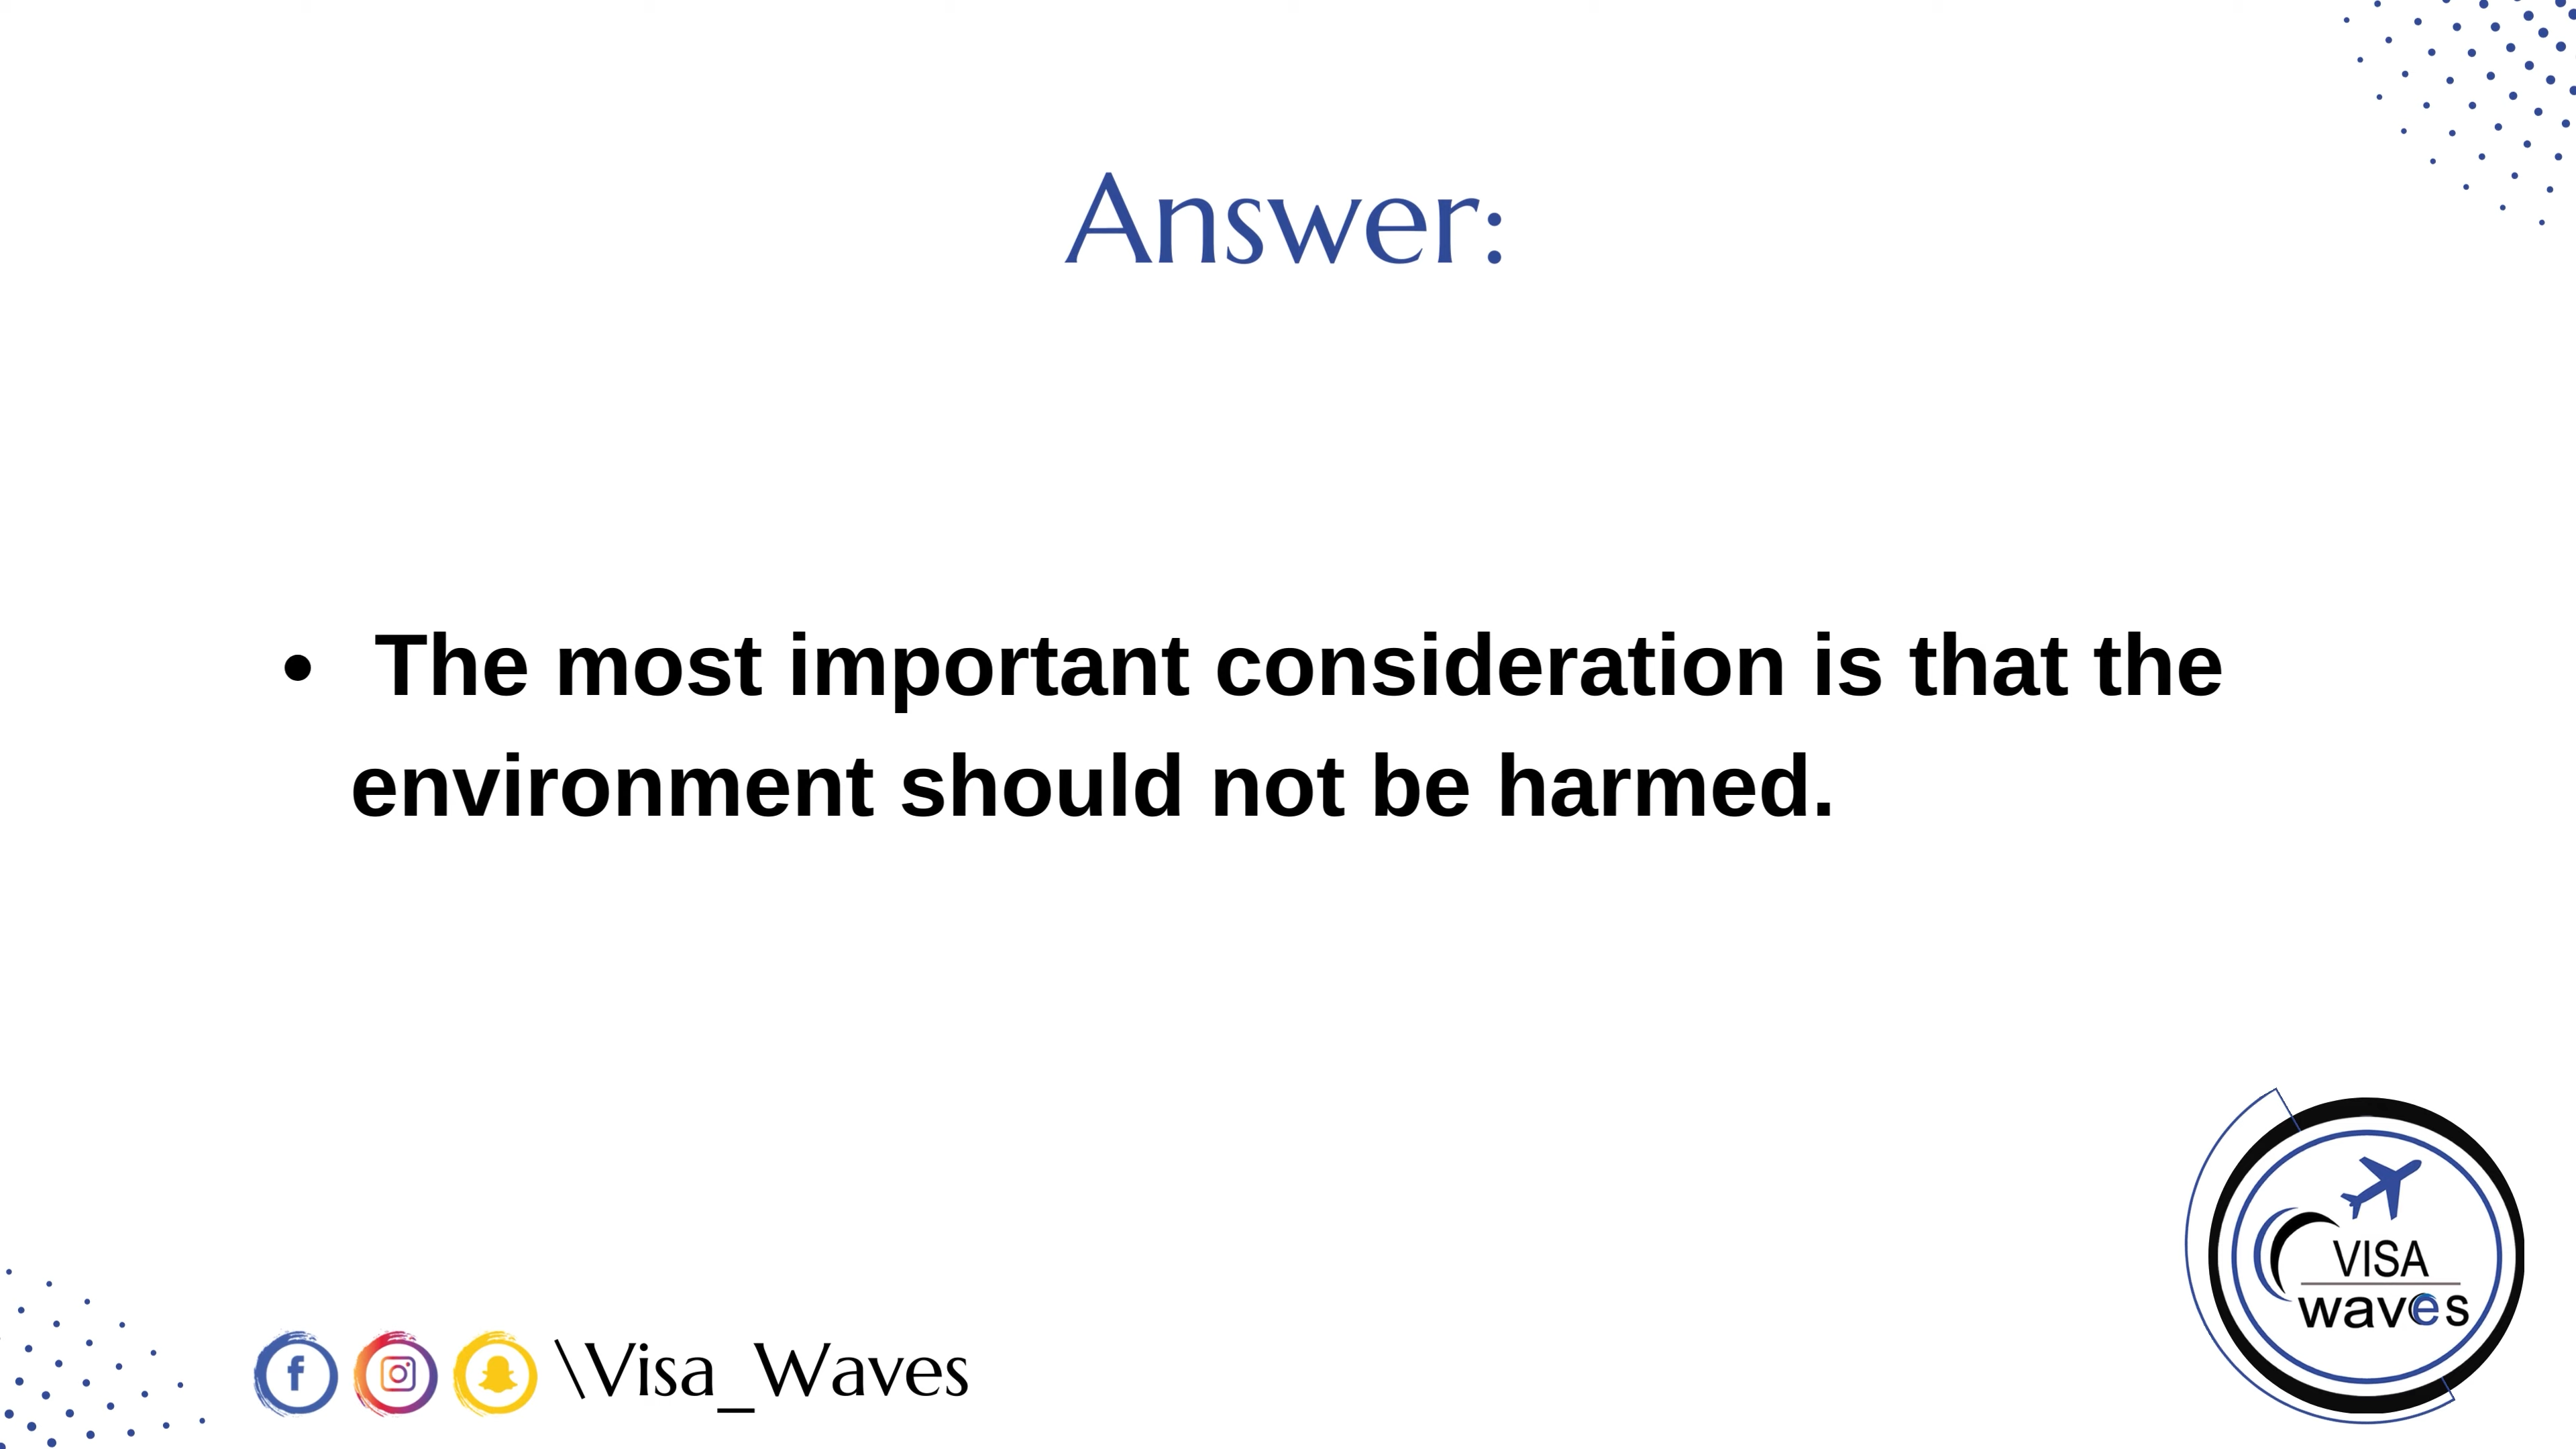 Answer:
• The most important consideration is that the
environment should not be harmed.
VISA
waves
\Visa_Waves